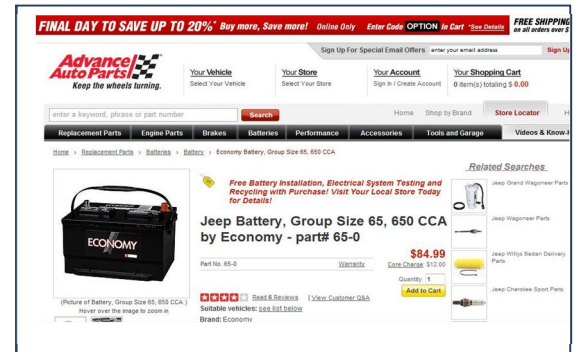 FINAL DAY TO SAVE UP TO 20%* Buy more, Save more! Online Only Enter Code OPTION In Cart *See Details
FREE SHIPPING
on all orders over $
Sign Up For Special Email Offers enter your email address Sign Up
Advance
Auto Parts
Keep the wheels turning.
Your Vehicle
Select Your Vehicle
Your Store
Select Your Store
Your Account
Sign In / Create Account
Your Shopping Cart
0 item(s) totaling $ 0.00
enter a keyword, phrase or part number Search Home Shop by Brand Store Locator H
Replacement Parts Engine Parts Brakes Batteries Performance Accessories Tools and Garage Videos & Know-H
Home > Replacement Parts > Batteries > Battery > Economy Battery, Group Size 65, 650 CCA
Related Searches
Free Battery Installation, Electrical System Testing and
Recycling with Purchase! Visit Your Local Store Today
for Details!
Jeep Battery, Group Size 65, 650 CCA
by Economy - part# 65-0
$84.99
Part No. 65-0 Warranty Core Charge: $12.00
Quantity 1
Add to Cart
Read 6 Reviews | View Customer Q&A
Suitable vehicles: see list below
Brand: Economy
ECONOMY
(Picture of Battery, Group Size 65, 650 CCA )
Hover over the image to zoom in
Jeep Grand Wagoneer Parts
Jeep Wagoneer Parts
Jeep Willys Sedan Delivery
Parts
Jeep Cherokee Sport Parts